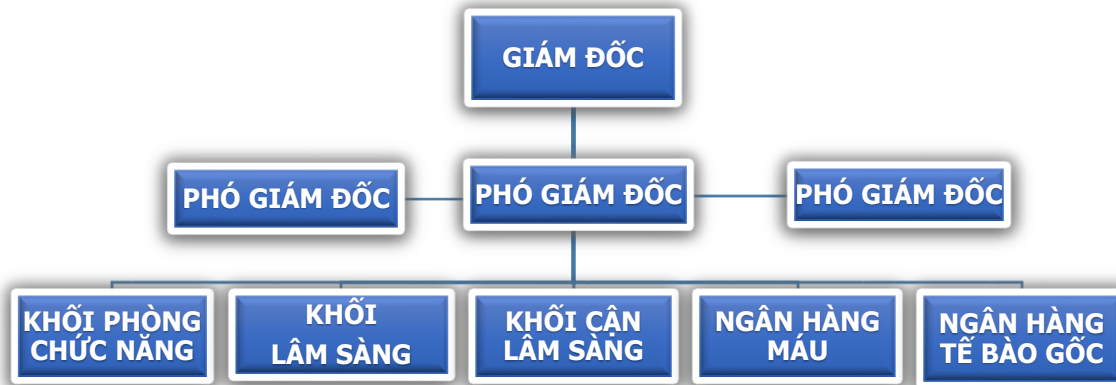 GIÁM ĐỐC
PHÓ GIÁM ĐỐC
PHÓ GIÁM ĐỐC
PHÓ GIÁM ĐỐC
KHỐI PHÒNG
CHỨC NĂNG
KHỐI
LÂM SÀNG
KHỐI CẬN
LÂM SÀNG
NGÂN HÀNG
MÁU
NGÂN HÀNG
TẾ BÀO GỐC